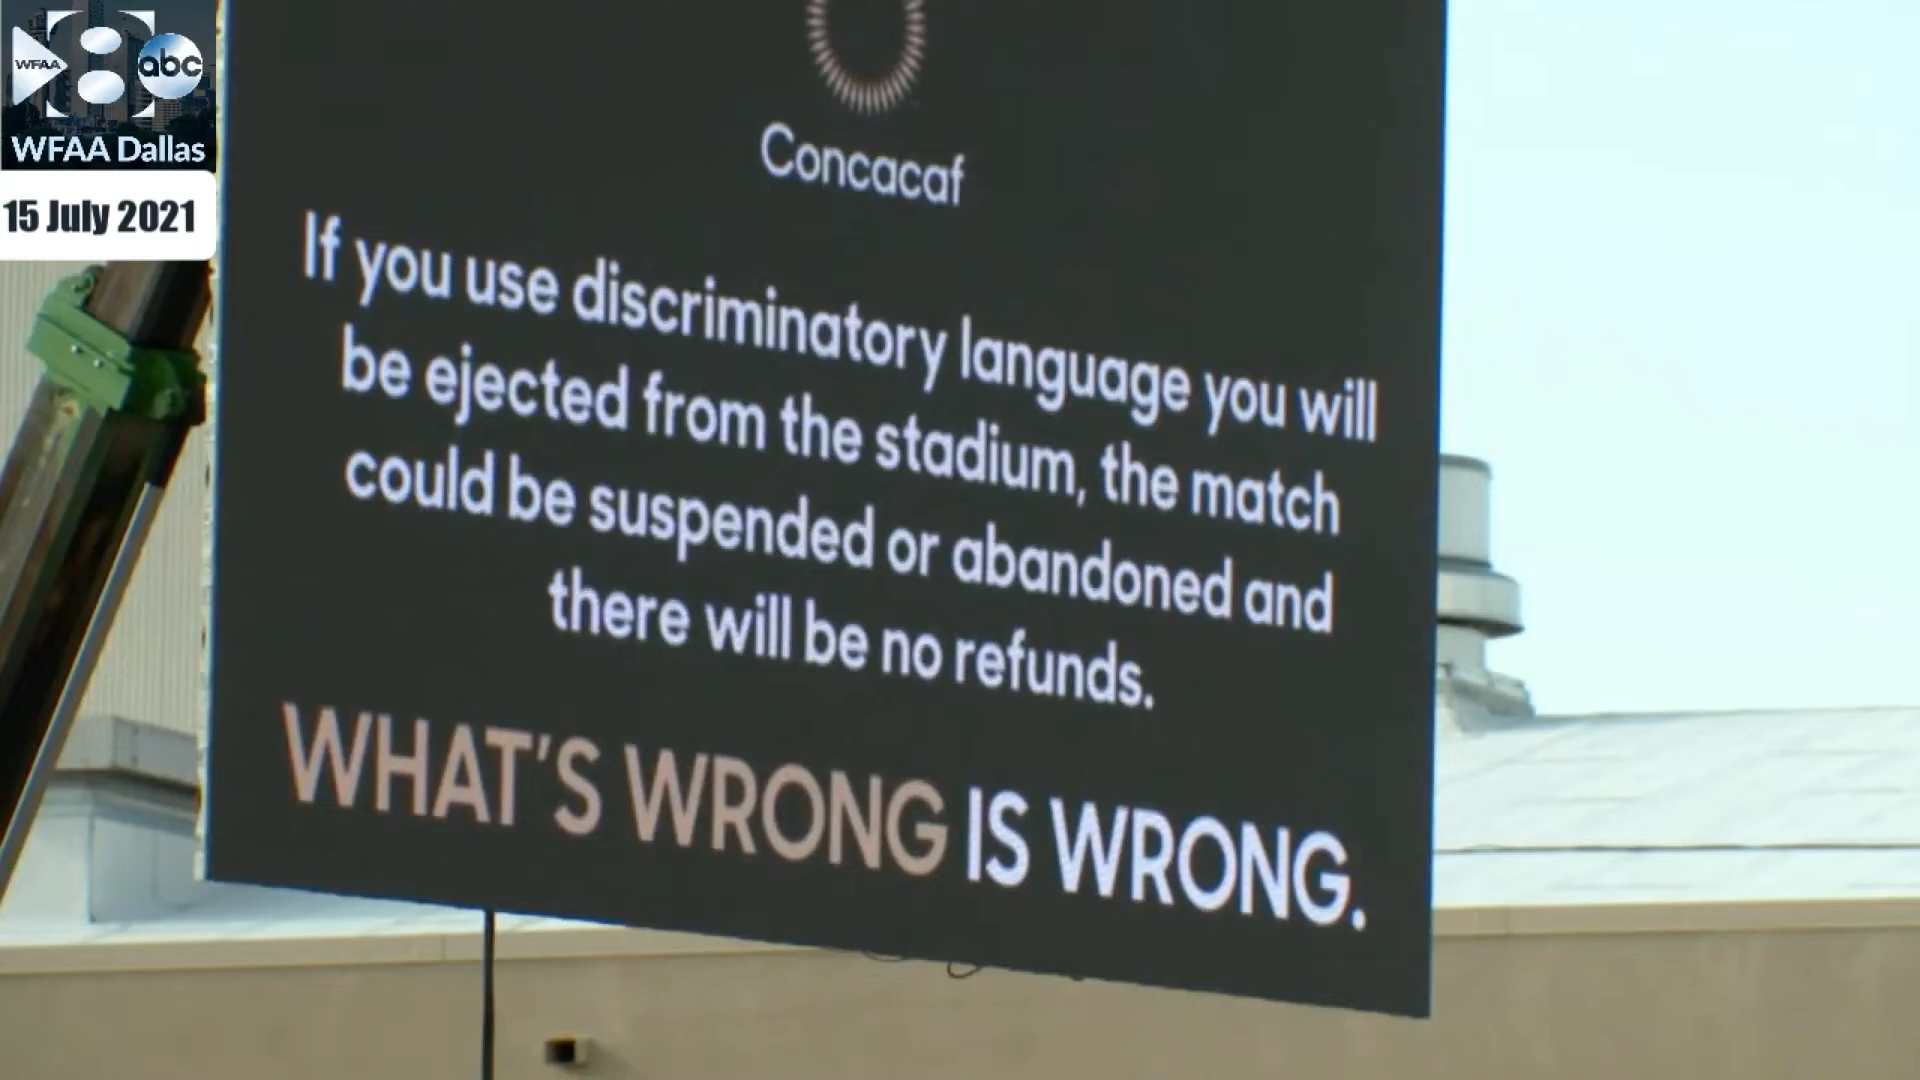 WFAA
8
abc
WFAA Dallas
15 July 2021
Concacaf
If you use discriminatory language you will
be ejected from the stadium, the match
could be suspended or abandoned and
there will be no refunds.
WHAT'S WRONG IS WRONG.